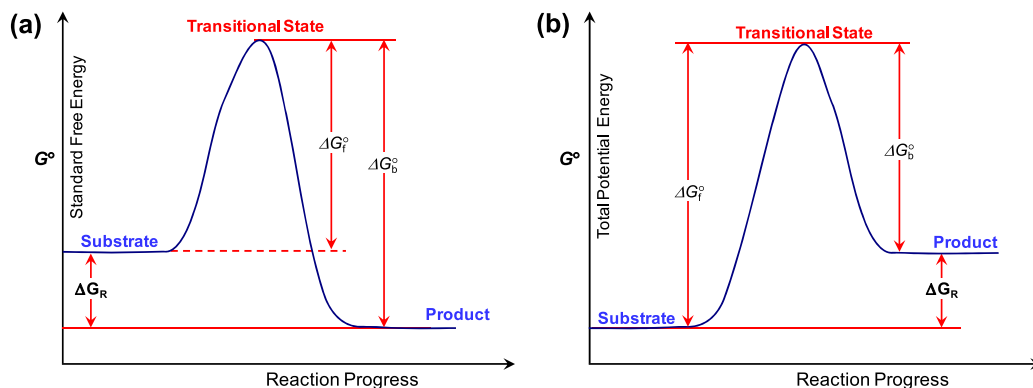 (a)
Transitional State
Standard Free Energy
G°
ΔG°f
ΔG°b
Substrate
ΔGR
Product
Reaction Progress
(b)
Transitional State
Total Potential Energy
G°
ΔG°f
ΔG°b
Product
ΔGR
Substrate
Reaction Progress